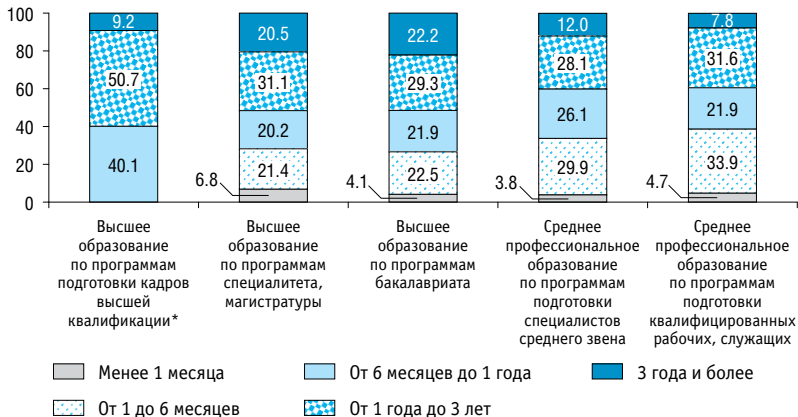 100
80
60
40
20
0
9.2
50.7
40.1
20.5
31.1
20.2
21.4
6.8
22.2
29.3
21.9
22.5
4.1
12.0
28.1
26.1
29.9
3.8
7.8
31.6
21.9
33.9
4.7
Высшее
образование
по программам
подготовки кадров
высшей
квалификации*
Высшее
образование
по программам
специалитета,
магистратуры
Высшее
образование
по программам
бакалавриата
Среднее
профессиональное
образование
по программам
подготовки
специалистов
среднего звена
Среднее
профессиональное
образование
по программам
подготовки
квалифицированных
рабочих, служащих
Менее 1 месяца
От 6 месяцев до 1 года
3 года и более
От 1 до 6 месяцев
От 1 года до 3 лет